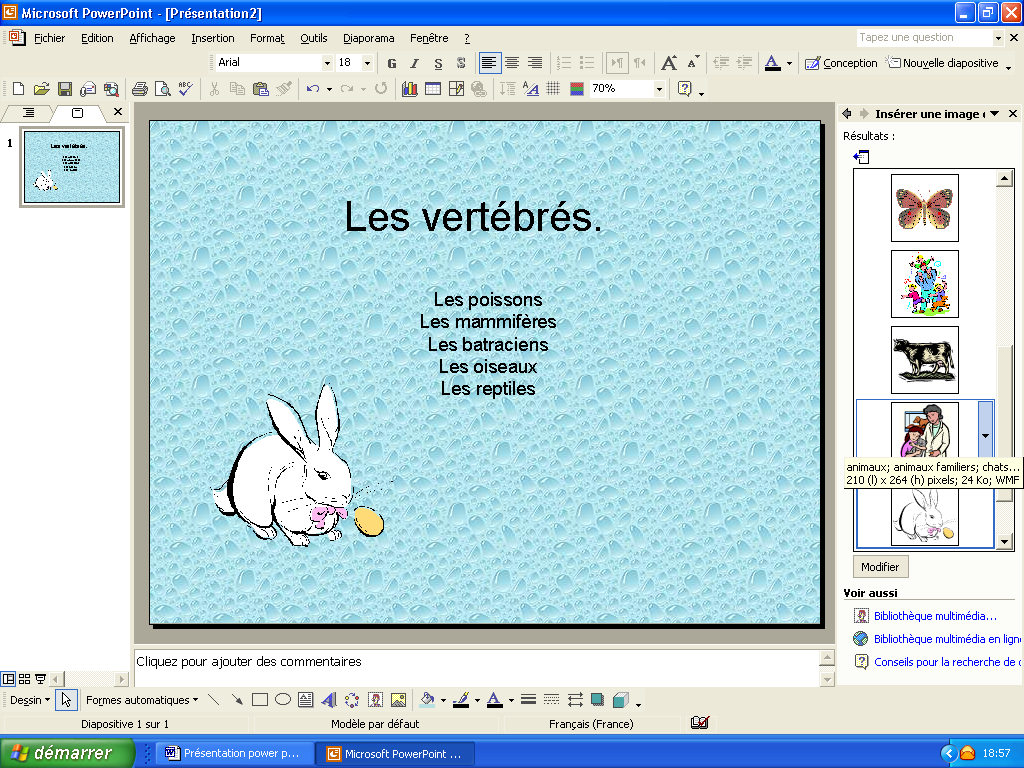 Microsoft PowerPoint - [Présentation2]
Fichier Edition Affichage Insertion Format Outils Diaporama Fenêtre ? Tapez une question
Arial 18 G I S S Conception Nouvelle diapositive
70%
Insérer une image
1
Résultats :
Les vertébrés.
Les poissons
Les mammifères
Les batraciens
Les oiseaux
Les reptiles
animaux; animaux familiers; chats...
210 (l) x 264 (h) pixels; 24 Ko; WMF
Modifier
Voir aussi
Bibliothèque multimédia...
Bibliothèque multimédia en ligne
Conseils pour la recherche de
Cliquez pour ajouter des commentaires
Dessin Formes automatiques
Diapositive 1 sur 1 Modèle par défaut Français (France)
démarrer Présentation power p... Microsoft PowerPoint ... 18:57